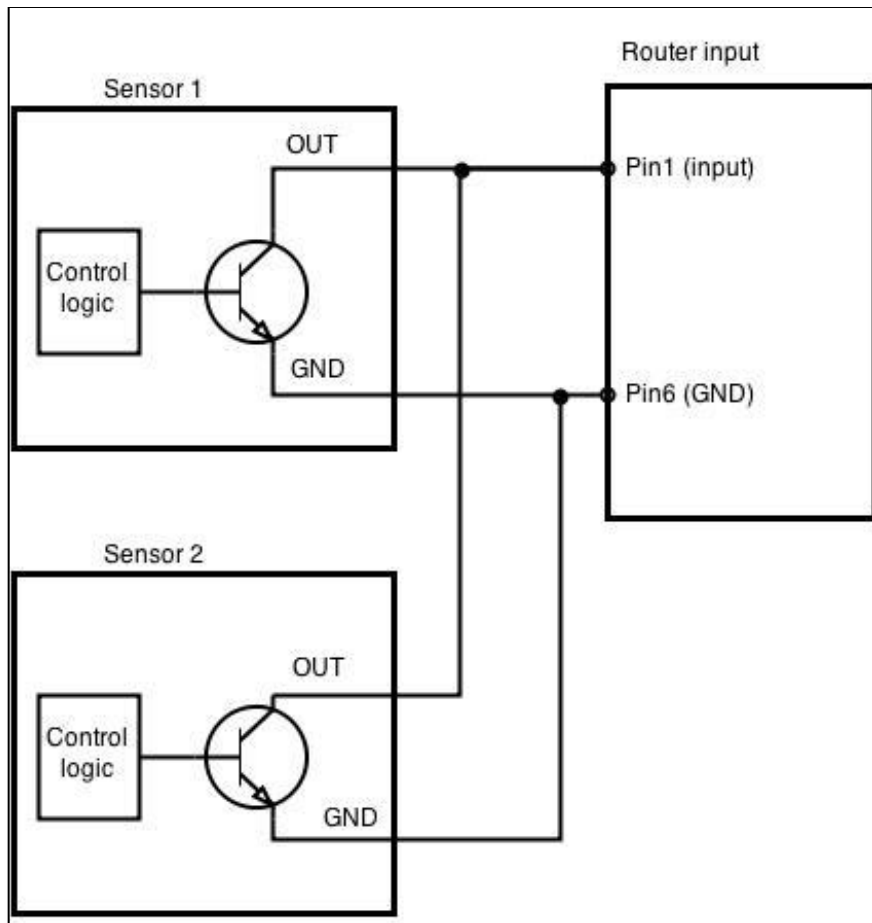 Router input
Sensor 1
OUT
Pin1 (input)
Control
logic
GND
Pin6 (GND)
Sensor 2
OUT
Control
logic
GND